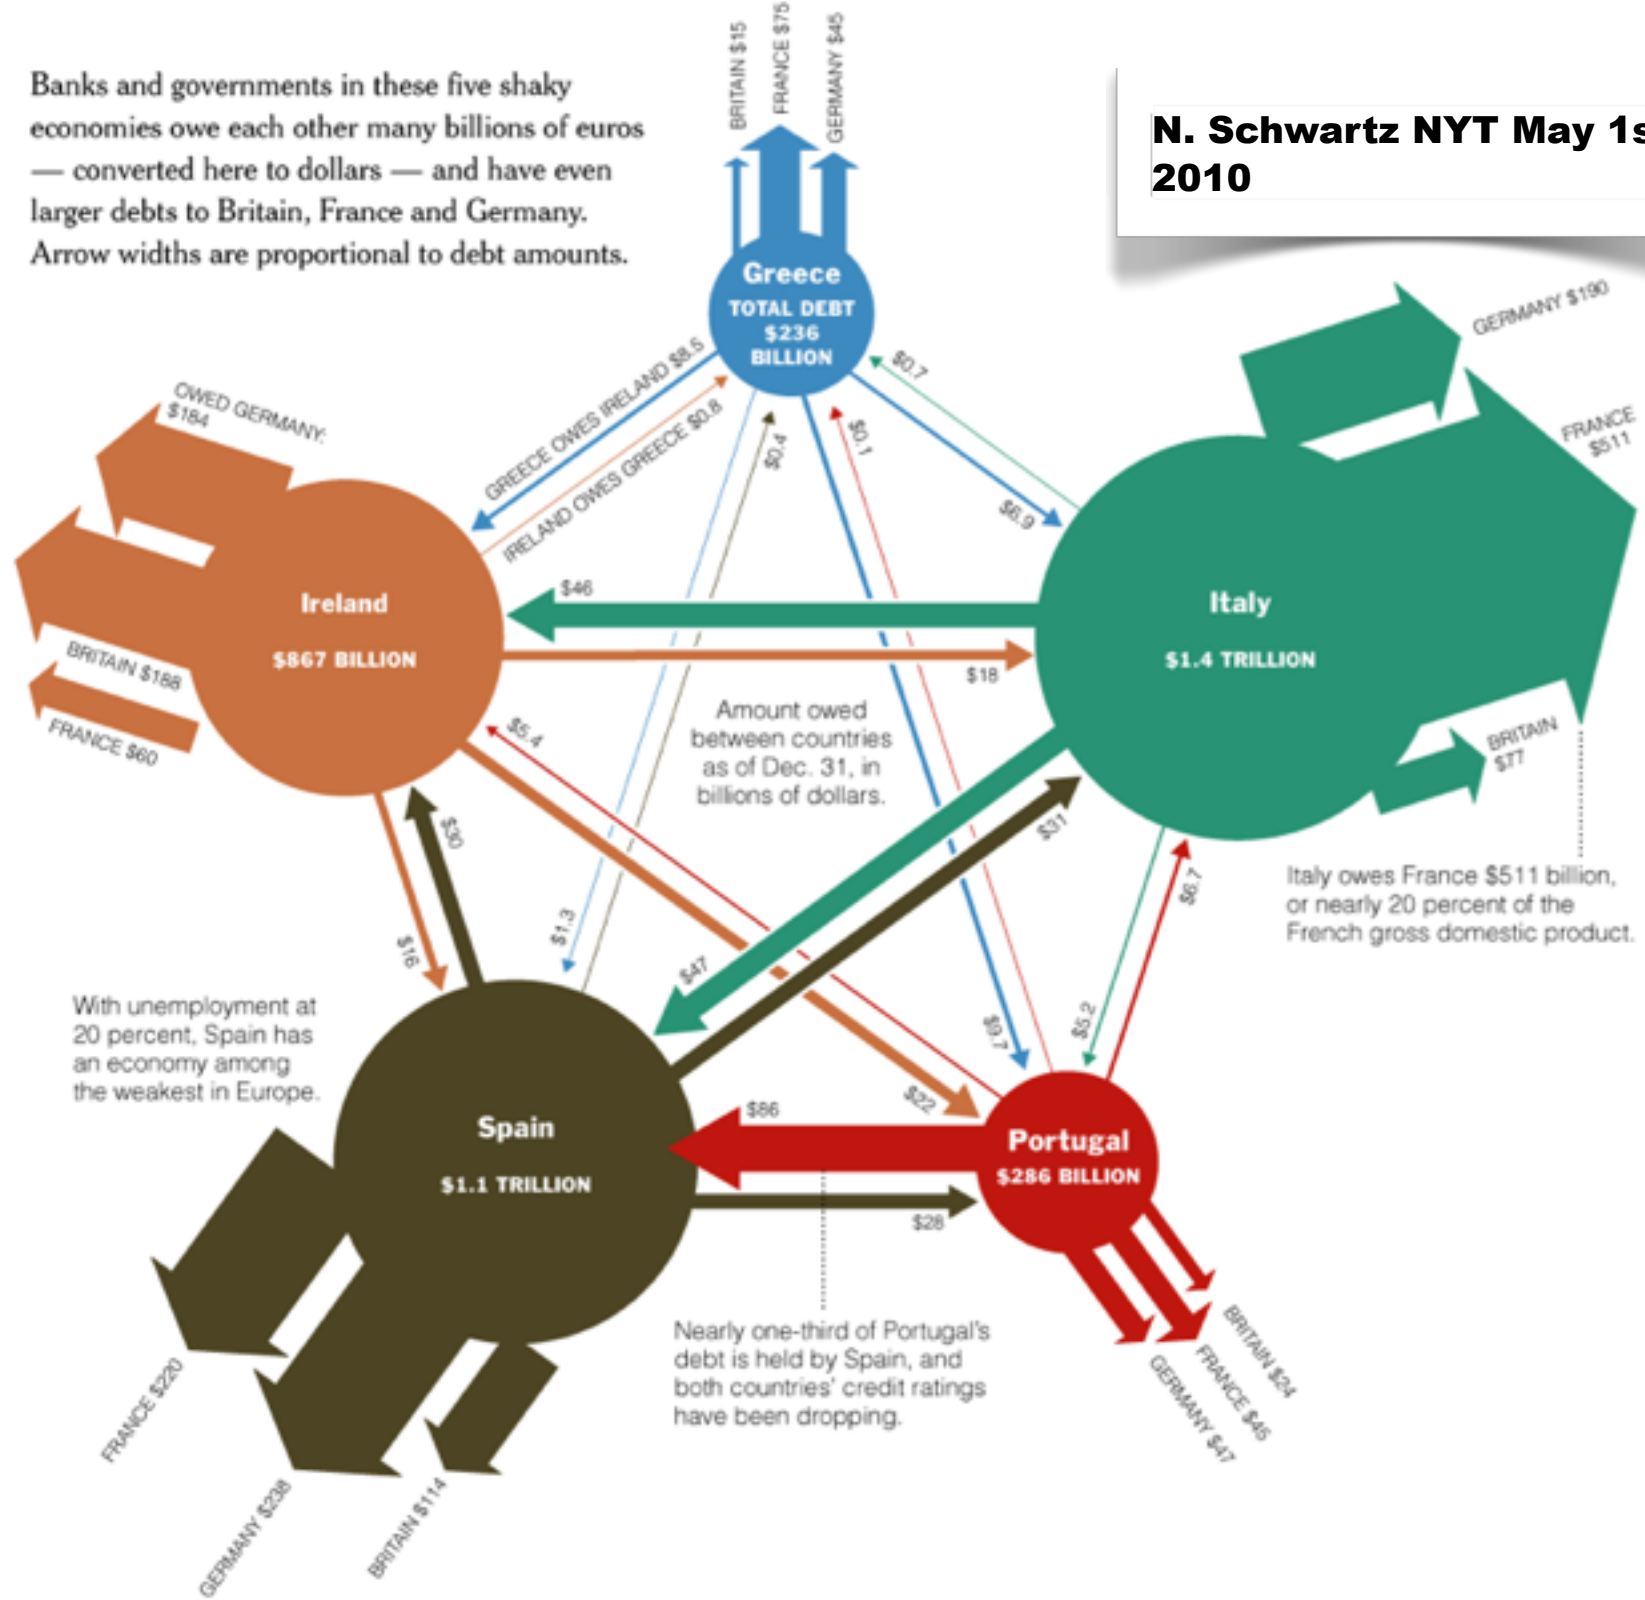 Banks and governments in these five shaky
economies owe each other many billions of euros
— converted here to dollars — and have even
larger debts to Britain, France and Germany.
Arrow widths are proportional to debt amounts.
N. Schwartz NYT May 1s
2010
BRITAIN $15
FRANCE $75
GERMANY $45
Greece
TOTAL DEBT
$236
BILLION
GREECE OWES IRELAND $8.5
IRELAND OWES GREECE $0.8
$0.4
$0.1
$0.7
$6.9
GERMANY $190
FRANCE
$511
OWED GERMANY:
$184
BRITAIN $188
FRANCE $60
Ireland
$867 BILLION
$46
$18
Italy
$1.4 TRILLION
BRITAIN
$77
Amount owed
between countries
as of Dec. 31, in
billions of dollars.
$5.4
$30
$16
$1.3
$47
$31
$6.7
$5.2
$9.7
$22
Italy owes France $511 billion,
or nearly 20 percent of the
French gross domestic product.
With unemployment at
20 percent, Spain has
an economy among
the weakest in Europe.
Spain
$1.1 TRILLION
$86
$28
Portugal
$286 BILLION
Nearly one-third of Portugal's
debt is held by Spain, and
both countries' credit ratings
have been dropping.
FRANCE $220
GERMANY $238
BRITAIN $114
BRITAIN $24
FRANCE $45
GERMANY $47